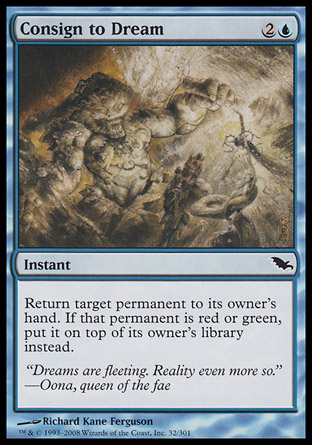 Consign to Dream 2
Instant
Return target permanent to its owner's
hand. If that permanent is red or green,
put it on top of its owner's library
instead.
"Dreams are fleeting. Reality even more so."
—Oona, queen of the fae
Richard Kane Ferguson
™ & © 1993-2008 Wizards of the Coast, Inc. 32/301